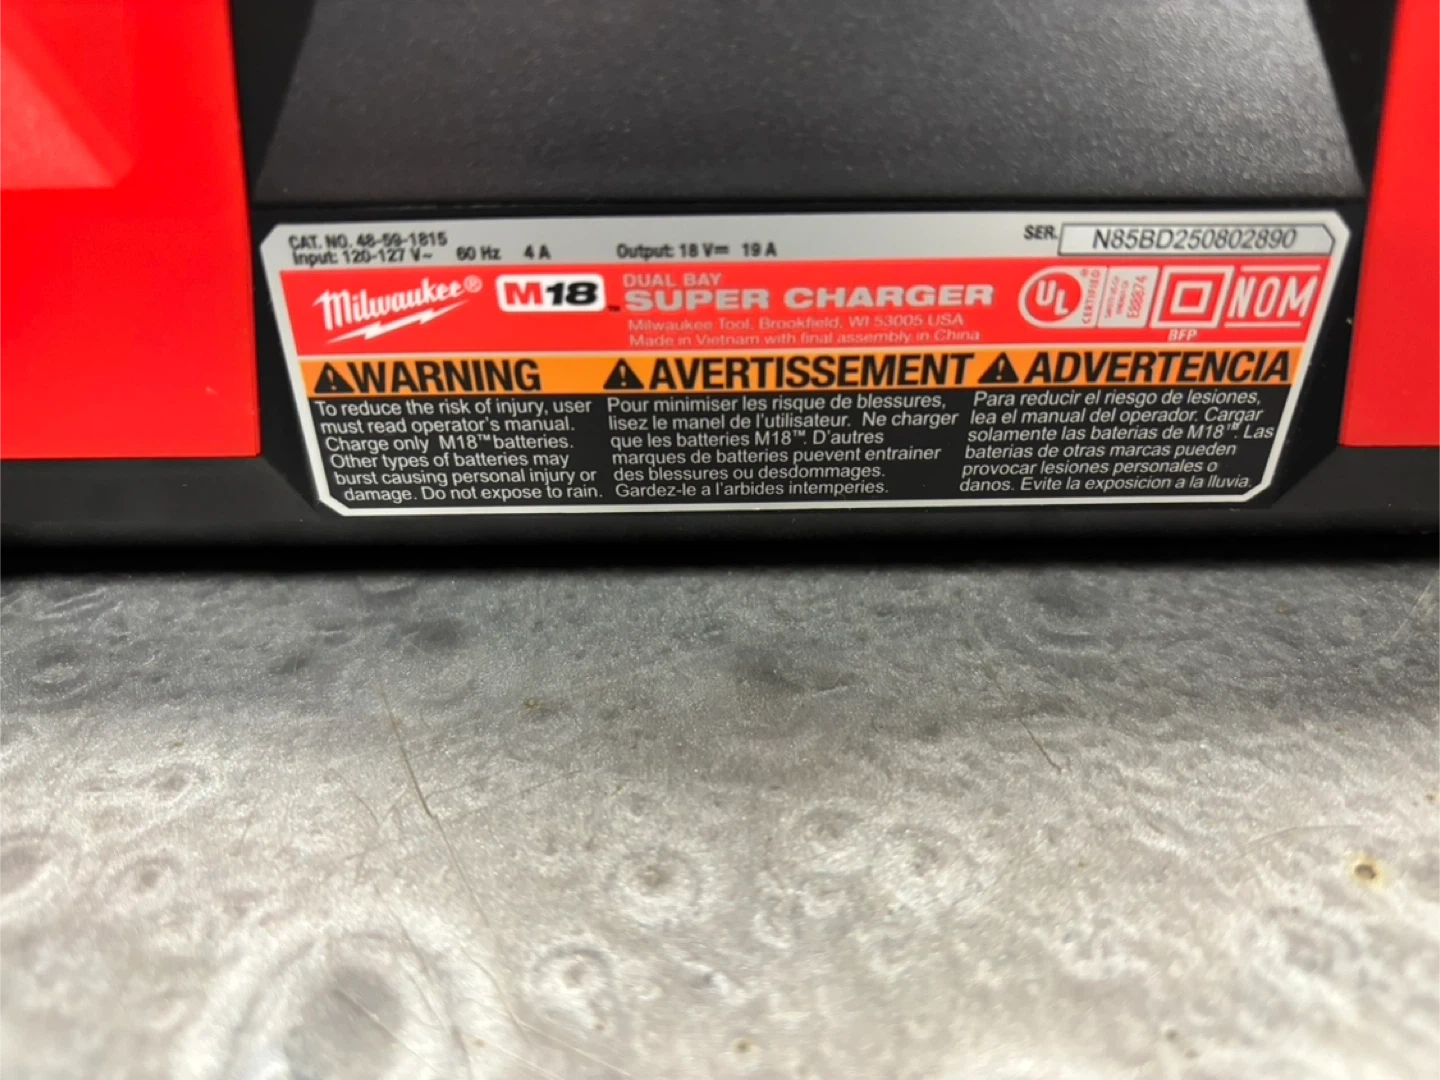 CAT. NO. 48-59-1815
Input: 120-127 V~ 60 Hz 4 A Output: 18 V⎓ 19 A
SER. N85BD250802890
Milwaukee® M18™ DUAL BAY
SUPER CHARGER
Milwaukee Tool, Brookfield, WI 53005 USA
Made in Vietnam with final assembly in China
UL® CERTIFIED
E98874
BFP
NOM
WARNING
To reduce the risk of injury, user
must read operator's manual.
Charge only M18™ batteries.
Other types of batteries may
burst causing personal injury or
damage. Do not expose to rain.
AVERTISSEMENT
Pour minimiser les risque de blessures,
lisez le manel de l'utilisateur. Ne charger
que les batteries M18™. D'autres
marques de batteries puevent entrainer
des blessures ou desdommages.
Gardez-le a l'arbides intemperies.
ADVERTENCIA
Para reducir el riesgo de lesiones,
lea el manual del operador. Cargar
solamente las baterias de M18™. Las
baterias de otras marcas pueden
provocar lesiones personales o
danos. Evite la exposicion a la lluvia.